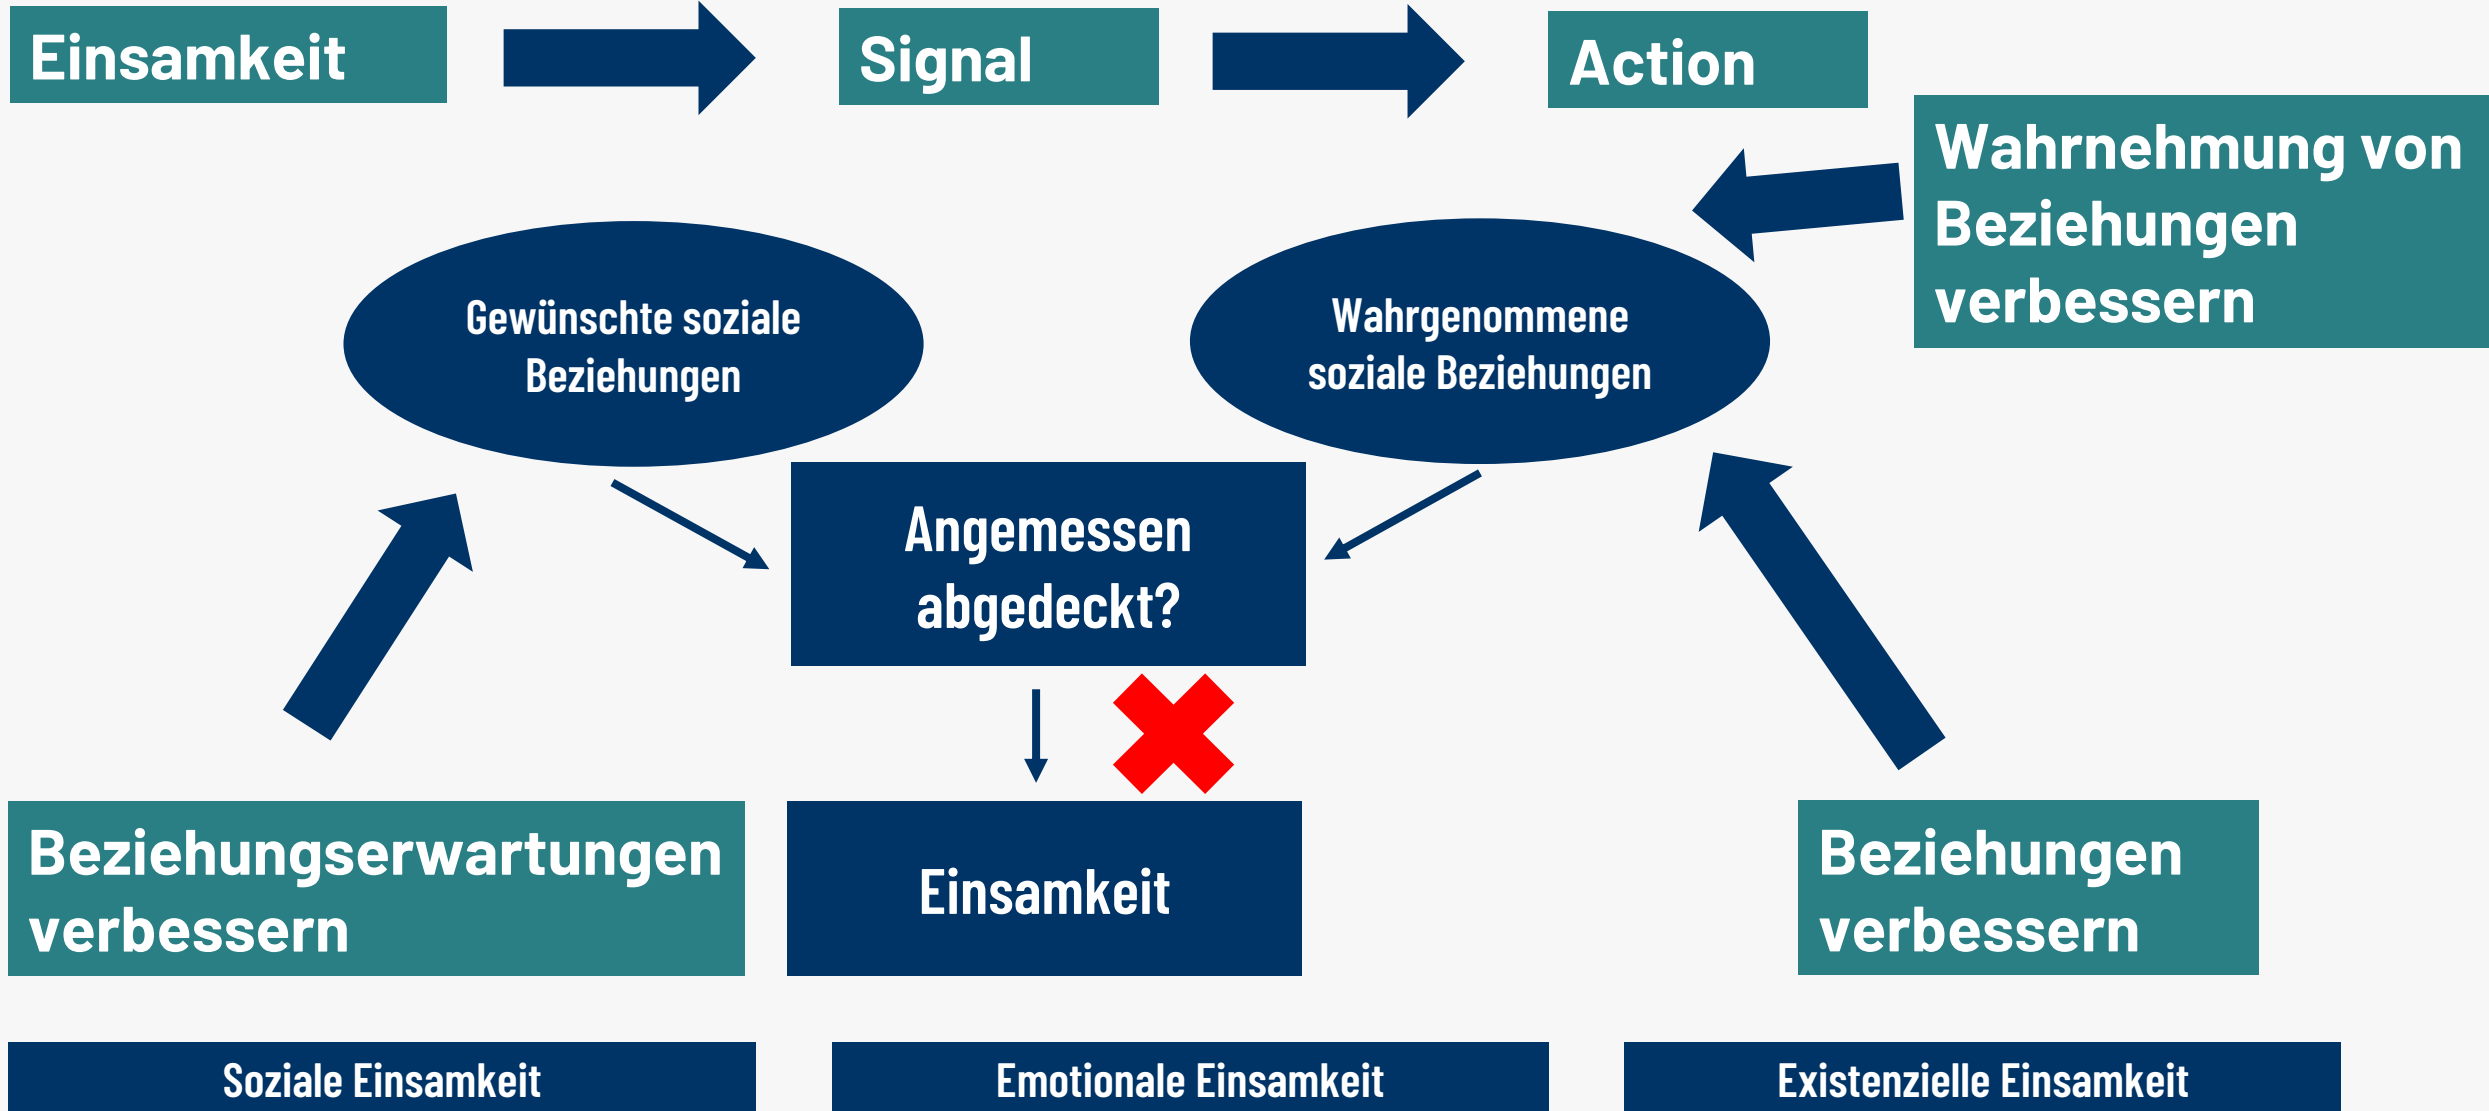 Einsamkeit
Signal
Action
Wahrnehmung von
Beziehungen
verbessern
Gewünschte soziale
Beziehungen
Wahrgenommene
soziale Beziehungen
Angemessen
abgedeckt?
Beziehungserwartungen
verbessern
Einsamkeit
Beziehungen
verbessern
Soziale Einsamkeit
Emotionale Einsamkeit
Existenzielle Einsamkeit